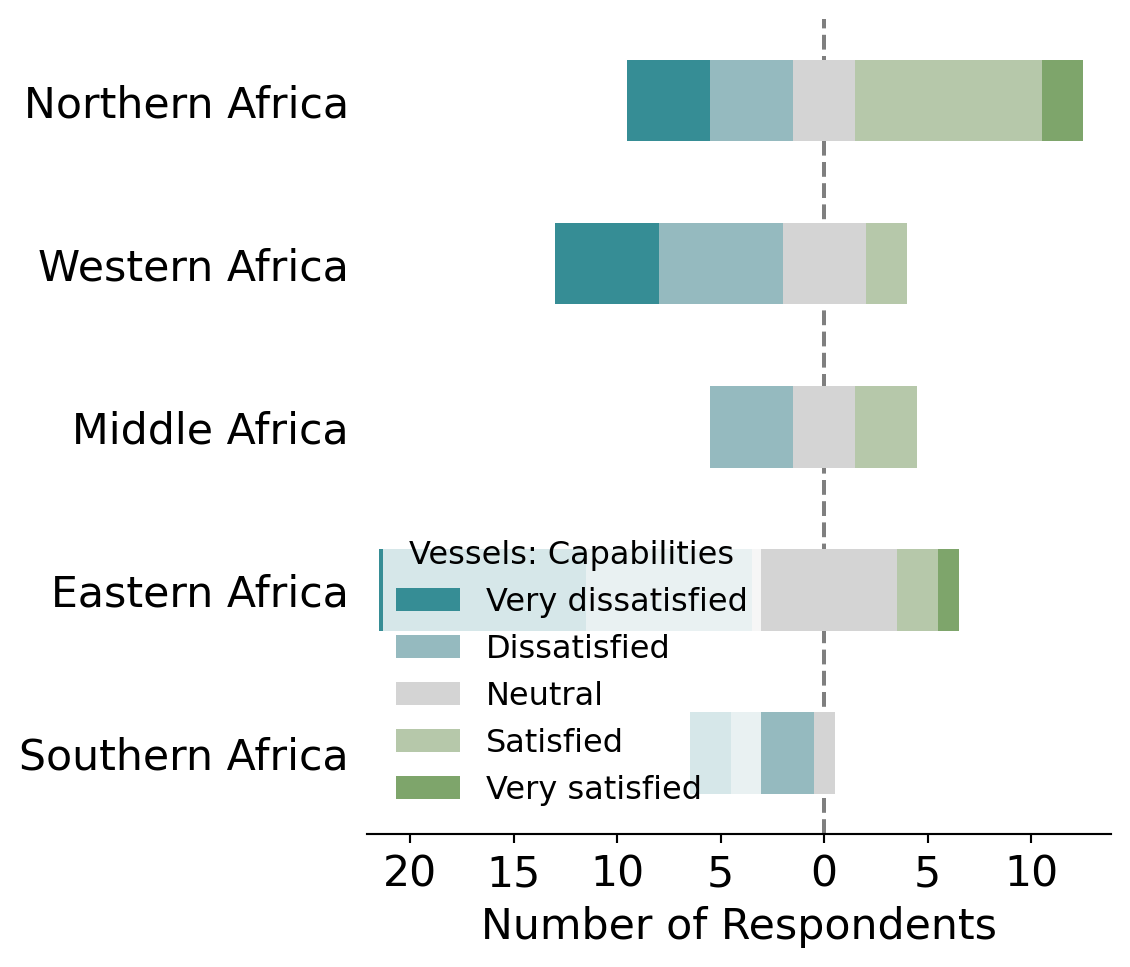 Northern Africa
Western Africa
Middle Africa
Eastern Africa
Southern Africa
Vessels: Capabilities
Very dissatisfied
Dissatisfied
Neutral
Satisfied
Very satisfied
20 15 10 5 0 5 10
Number of Respondents